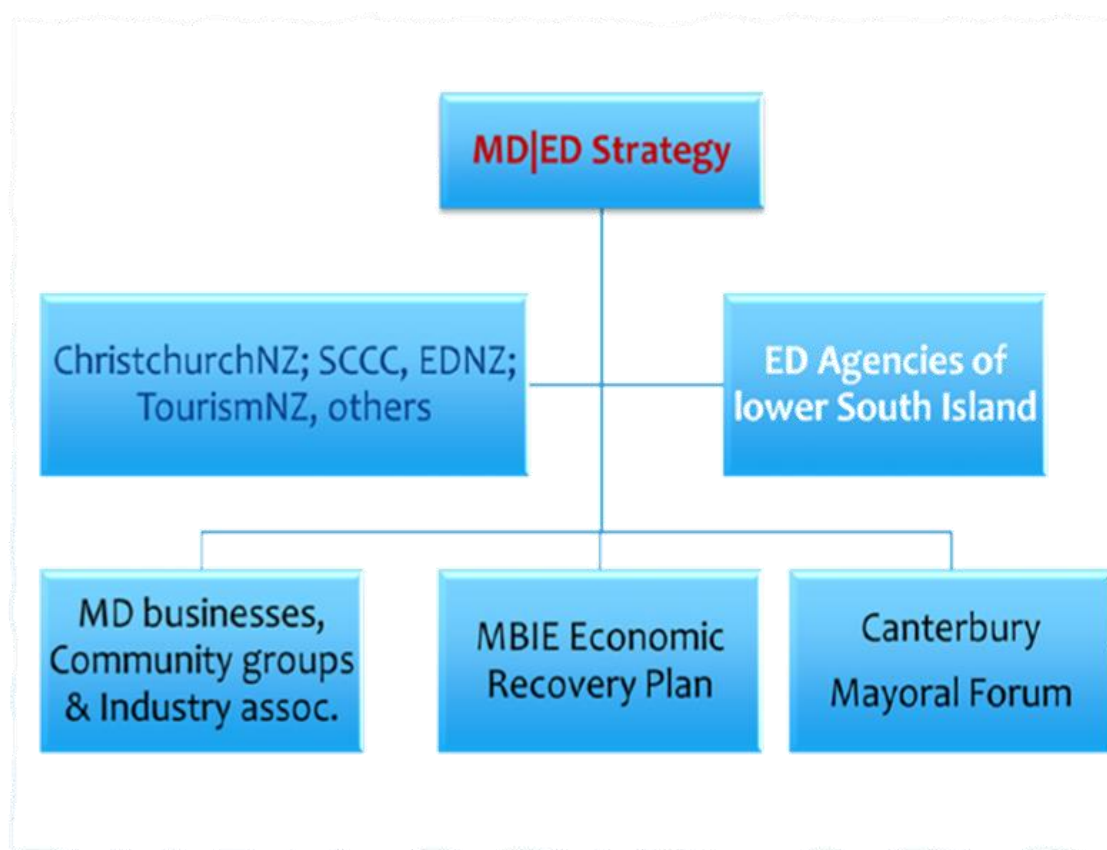 MD|ED Strategy
ChristchurchNZ; SCCC, EDNZ;
TourismNZ, others
ED Agencies of
lower South Island
MD businesses,
Community groups
& Industry assoc.
MBIE Economic
Recovery Plan
Canterbury
Mayoral Forum